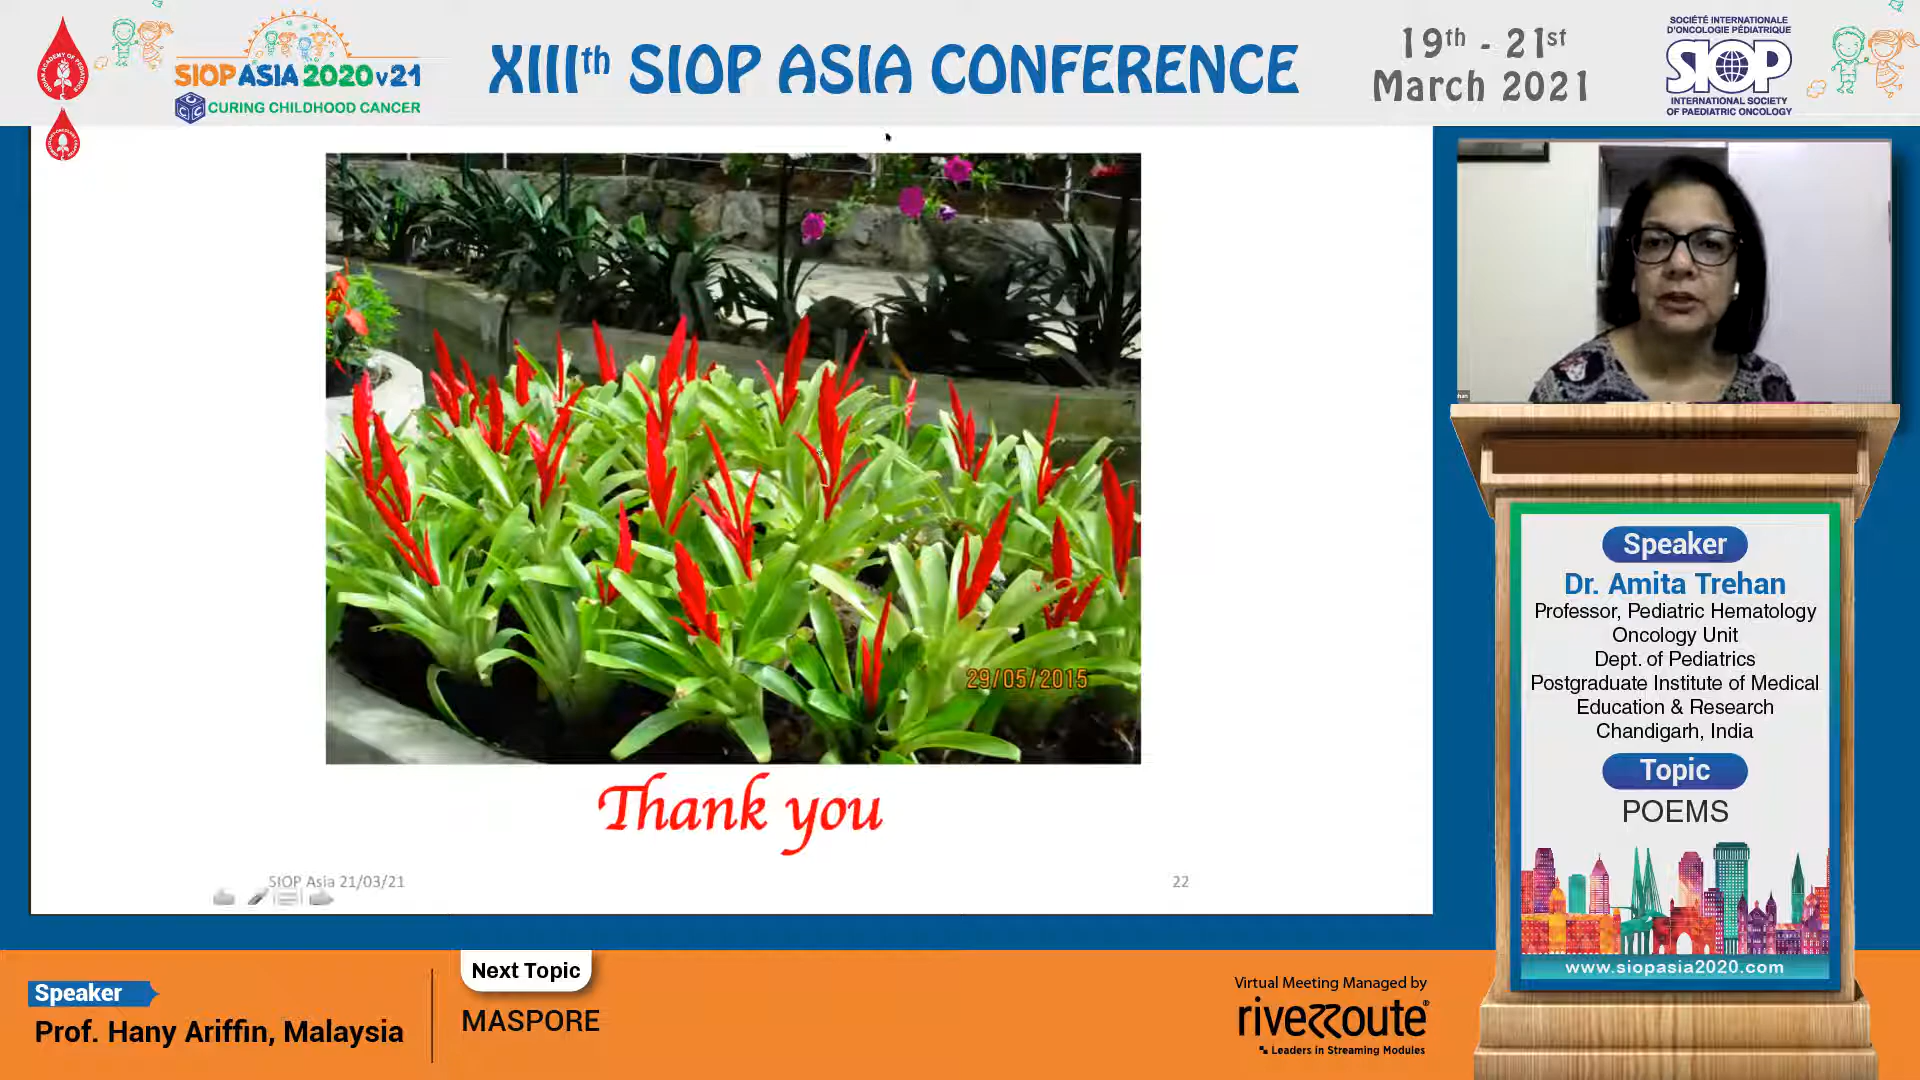 SIOP ASIA 2020 v21
CURING CHILDHOOD CANCER
XIIIth SIOP ASIA CONFERENCE
19th - 21st
March 2021
SOCIÉTÉ INTERNATIONALE
D'ONCOLOGIE PÉDIATRIQUE
SIOP
INTERNATIONAL SOCIETY
OF PAEDIATRIC ONCOLOGY
29/05/2015
Thank you
SIOP Asia 21/03/21
22
Speaker
Dr. Amita Trehan
Professor, Pediatric Hematology
Oncology Unit
Dept. of Pediatrics
Postgraduate Institute of Medical
Education & Research
Chandigarh, India
Topic
POEMS
www.siopasia2020.com
Speaker
Prof. Hany Ariffin, Malaysia
Next Topic
MASPORE
Virtual Meeting Managed by
riverroute®
Leaders in Streaming Modules